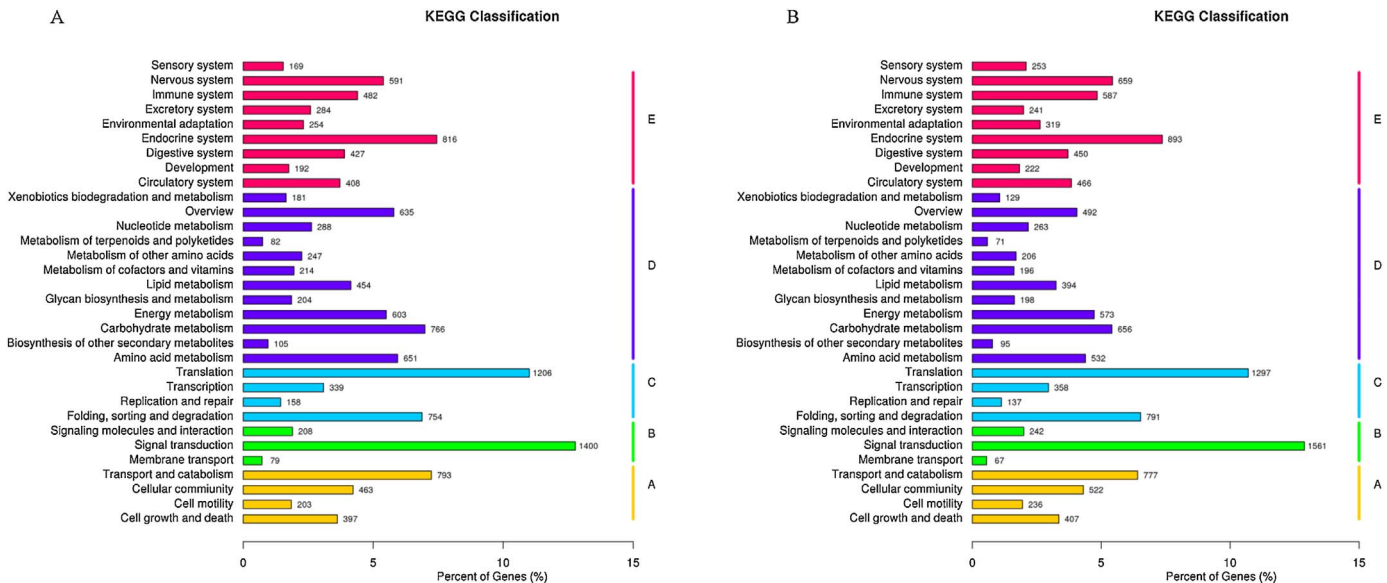 A
KEGG Classification
Sensory system 169
Nervous system 591
Immune system 482
Excretory system 284
Environmental adaptation 254
Endocrine system 816
Digestive system 427
Development 192
Circulatory system 408
Xenobiotics biodegradation and metabolism 181
Overview 635
Nucleotide metabolism 288
Metabolism of terpenoids and polyketides 82
Metabolism of other amino acids 247
Metabolism of cofactors and vitamins 214
Lipid metabolism 454
Glycan biosynthesis and metabolism 204
Energy metabolism 603
Carbohydrate metabolism 766
Biosynthesis of other secondary metebolites 105
Amino acid metabolism 651
Translation 1206
Transcription 339
Replication and repair 158
Folding, sorting and degradation 754
Signaling molecules and interaction 208
Signal transduction 1400
Membrane transport 79
Transport and catabolism 793
Cellular commiunity 463
Cell motility 203
Cell growth and death 397
E
D
C
B
A
0 5 10 15
Percent of Genes (%)
B
KEGG Classification
Sensory system 253
Nervous system 659
Immune system 587
Excretory system 241
Environmental adaptation 319
Endocrine system 893
Digestive system 450
Development 222
Circulatory system 466
Xenobiotics biodegradation and metabolism 129
Overview 492
Nucleotide metabolism 263
Metabolism of terpenoids and polyketides 71
Metabolism of other amino acids 206
Metabolism of cofactors and vitamins 196
Lipid metabolism 394
Glycan biosynthesis and metabolism 198
Energy metabolism 573
Carbohydrate metabolism 656
Biosynthesis of other secondary metebolites 95
Amino acid metabolism 532
Translation 1297
Transcription 358
Replication and repair 137
Folding, sorting and degradation 791
Signaling molecules and interaction 242
Signal transduction 1561
Membrane transport 67
Transport and catabolism 777
Cellular commiunity 522
Cell motility 236
Cell growth and death 407
E
D
C
B
A
0 5 10 15
Percent of Genes (%)